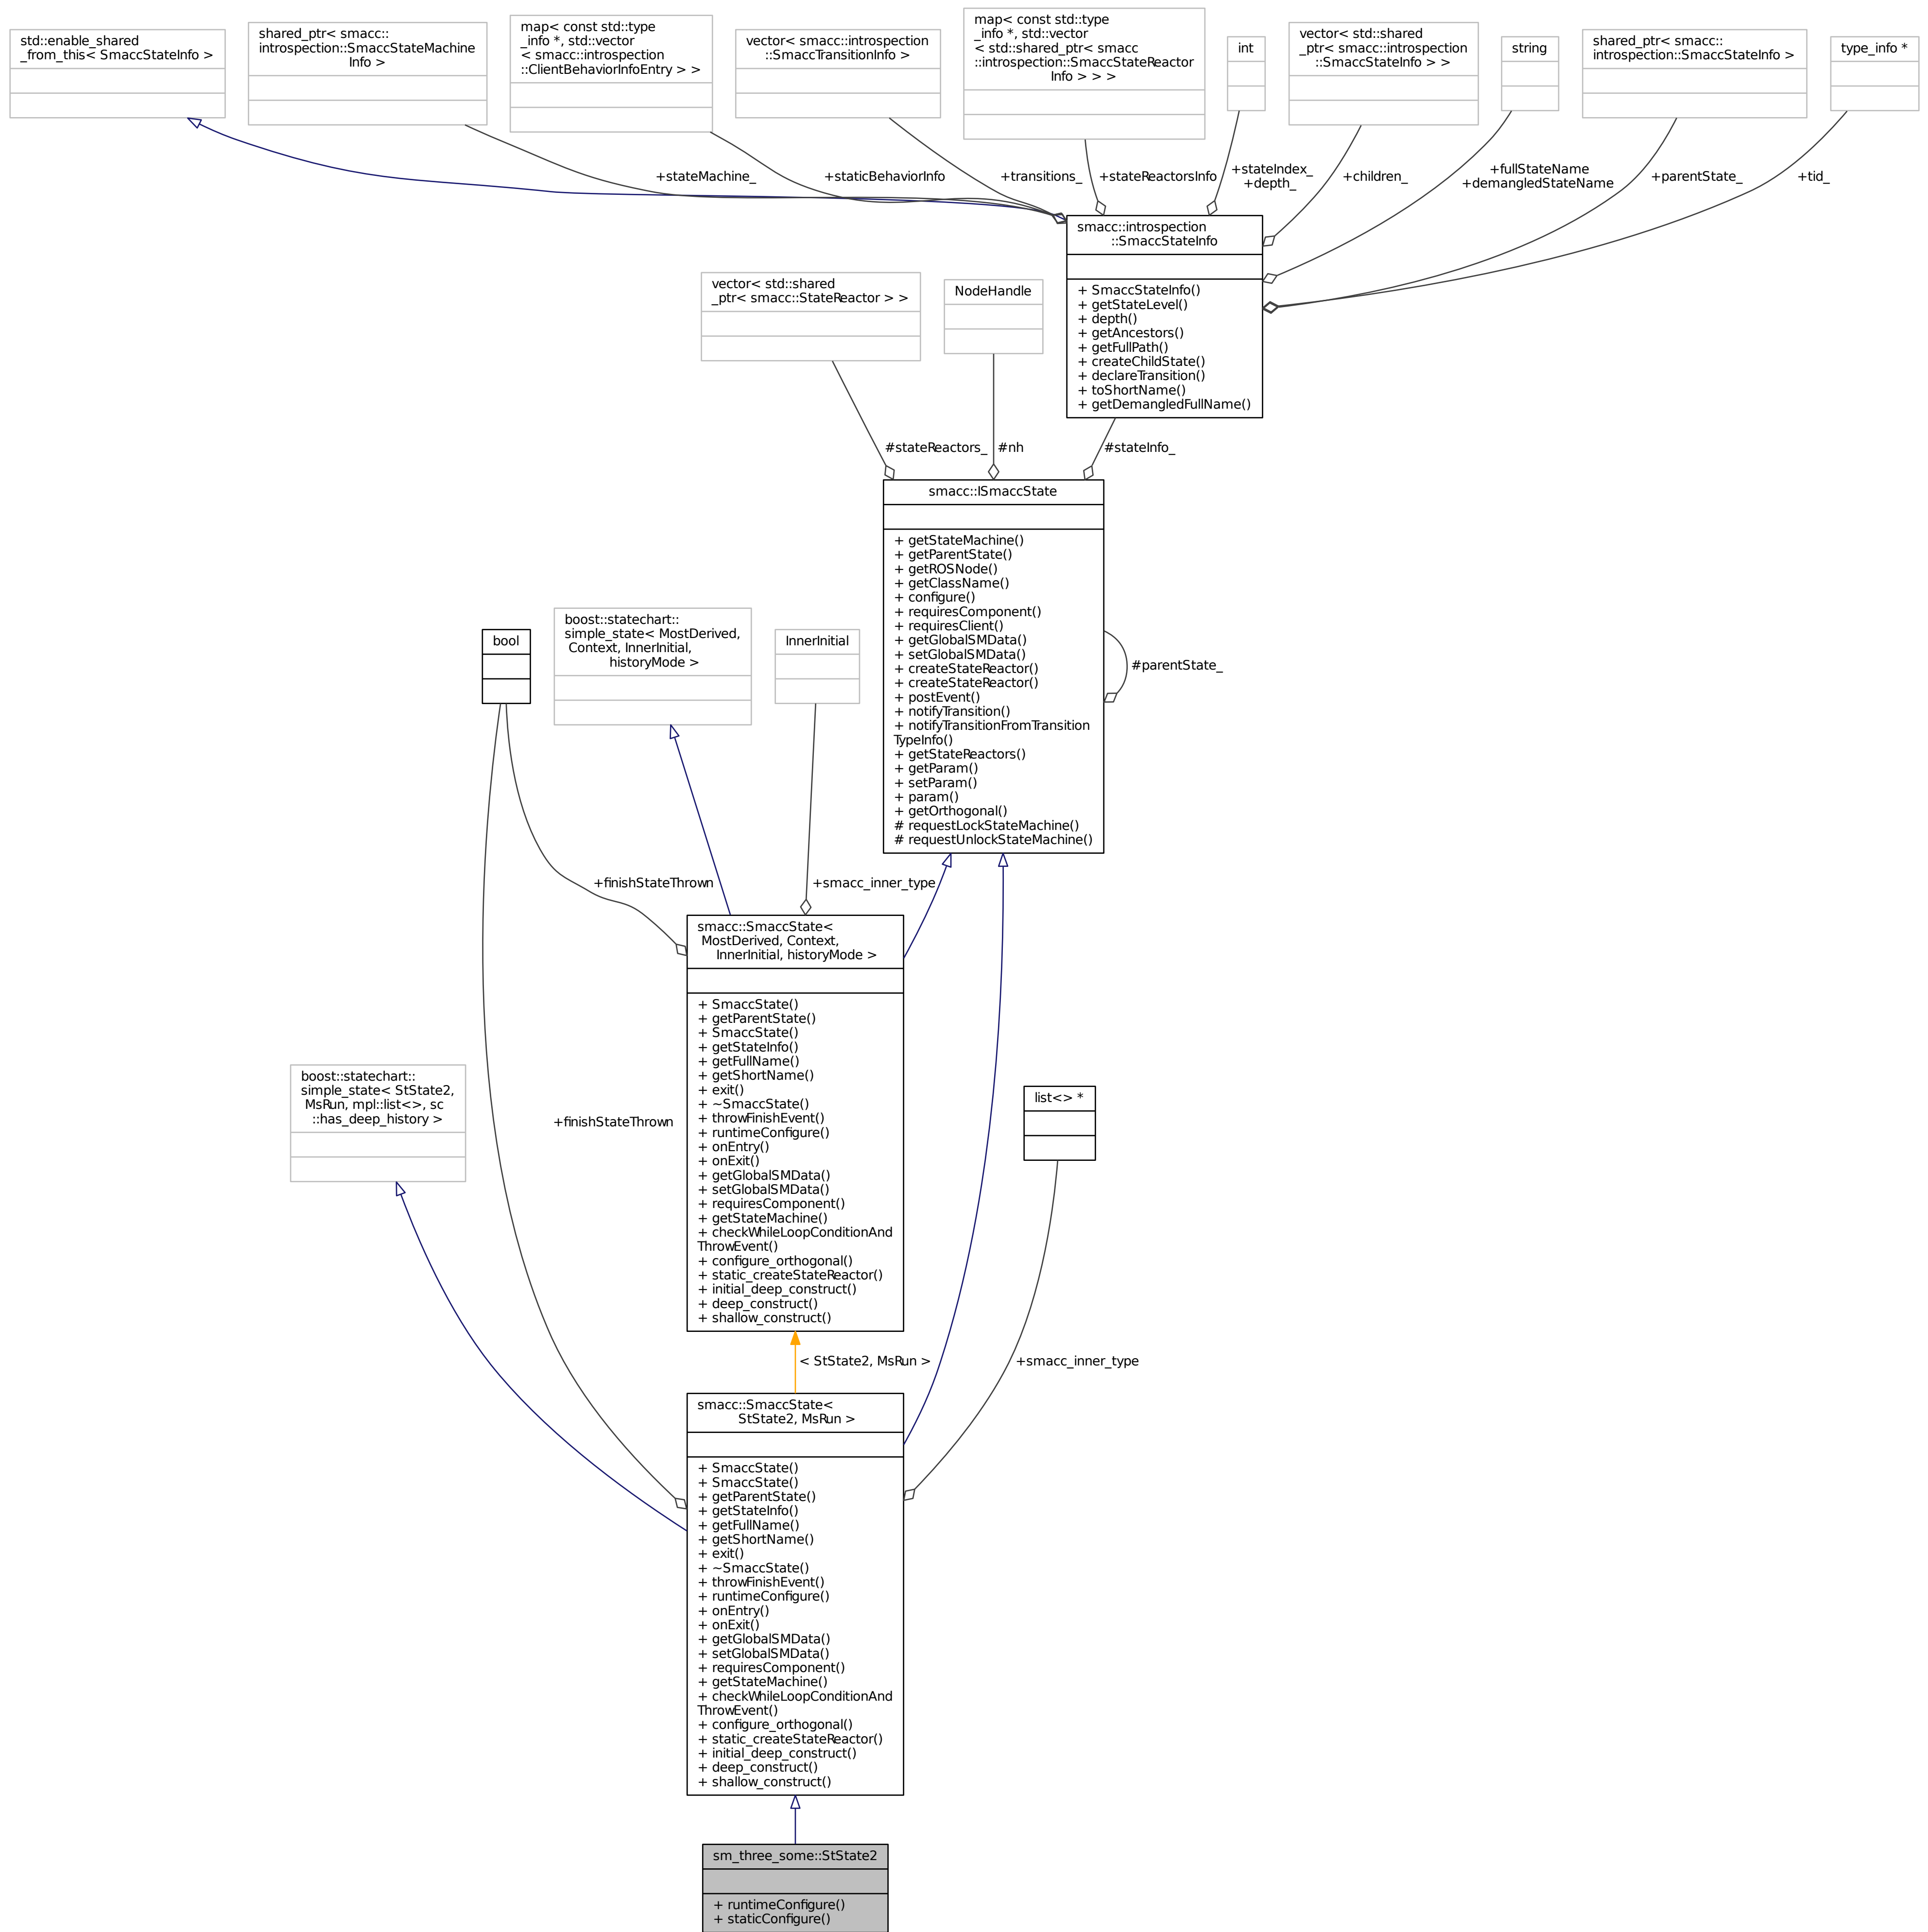 std::enable_shared
_from_this< SmaccStateInfo >
shared_ptr< smacc::
introspection::SmaccStateMachine
Info >
map< const std::type
_info *, std::vector
< smacc::introspection
::ClientBehaviorInfoEntry > >
vector< smacc::introspection
::SmaccTransitionInfo >
map< const std::type
_info *, std::vector
< std::shared_ptr< smacc
::introspection::SmaccStateReactor
Info > > >
int
vector< std::shared
_ptr< smacc::introspection
::SmaccStateInfo > >
string
shared_ptr< smacc::
introspection::SmaccStateInfo >
type_info *
+stateMachine_
+staticBehaviorInfo
+transitions_
+stateReactorsInfo
+stateIndex_
+depth_
+children_
+fullStateName
+demangledStateName
+parentState_
+tid_
smacc::introspection
::SmaccStateInfo
+ SmaccStateInfo()
+ getStateLevel()
+ depth()
+ getAncestors()
+ getFullPath()
+ createChildState()
+ declareTransition()
+ toShortName()
+ getDemangledFullName()
vector< std::shared
_ptr< smacc::StateReactor > >
NodeHandle
#stateReactors_
#nh
#stateInfo_
smacc::ISmaccState
+ getStateMachine()
+ getParentState()
+ getROSNode()
+ getClassName()
+ configure()
+ requiresComponent()
+ requiresClient()
+ getGlobalSMData()
+ setGlobalSMData()
+ createStateReactor()
+ createStateReactor()
+ postEvent()
+ notifyTransition()
+ notifyTransitionFromTransition
TypeInfo()
+ getStateReactors()
+ getParam()
+ setParam()
+ param()
+ getOrthogonal()
# requestLockStateMachine()
# requestUnlockStateMachine()
#parentState_
bool
boost::statechart::
simple_state< MostDerived,
Context, InnerInitial,
historyMode >
InnerInitial
+finishStateThrown
+smacc_inner_type
smacc::SmaccState<
MostDerived, Context,
InnerInitial, historyMode >
+ SmaccState()
+ getParentState()
+ SmaccState()
+ getStateInfo()
+ getFullName()
+ getShortName()
+ exit()
+ ~SmaccState()
+ throwFinishEvent()
+ runtimeConfigure()
+ onEntry()
+ onExit()
+ getGlobalSMData()
+ setGlobalSMData()
+ requiresComponent()
+ getStateMachine()
+ checkWhileLoopConditionAnd
ThrowEvent()
+ configure_orthogonal()
+ static_createStateReactor()
+ initial_deep_construct()
+ deep_construct()
+ shallow_construct()
boost::statechart::
simple_state< StState2,
MsRun, mpl::list<>, sc
::has_deep_history >
+finishStateThrown
list<> *
< StState2, MsRun >
+smacc_inner_type
smacc::SmaccState<
StState2, MsRun >
+ SmaccState()
+ SmaccState()
+ getParentState()
+ getStateInfo()
+ getFullName()
+ getShortName()
+ exit()
+ ~SmaccState()
+ throwFinishEvent()
+ runtimeConfigure()
+ onEntry()
+ onExit()
+ getGlobalSMData()
+ setGlobalSMData()
+ requiresComponent()
+ getStateMachine()
+ checkWhileLoopConditionAnd
ThrowEvent()
+ configure_orthogonal()
+ static_createStateReactor()
+ initial_deep_construct()
+ deep_construct()
+ shallow_construct()
sm_three_some::StState2
+ runtimeConfigure()
+ staticConfigure()